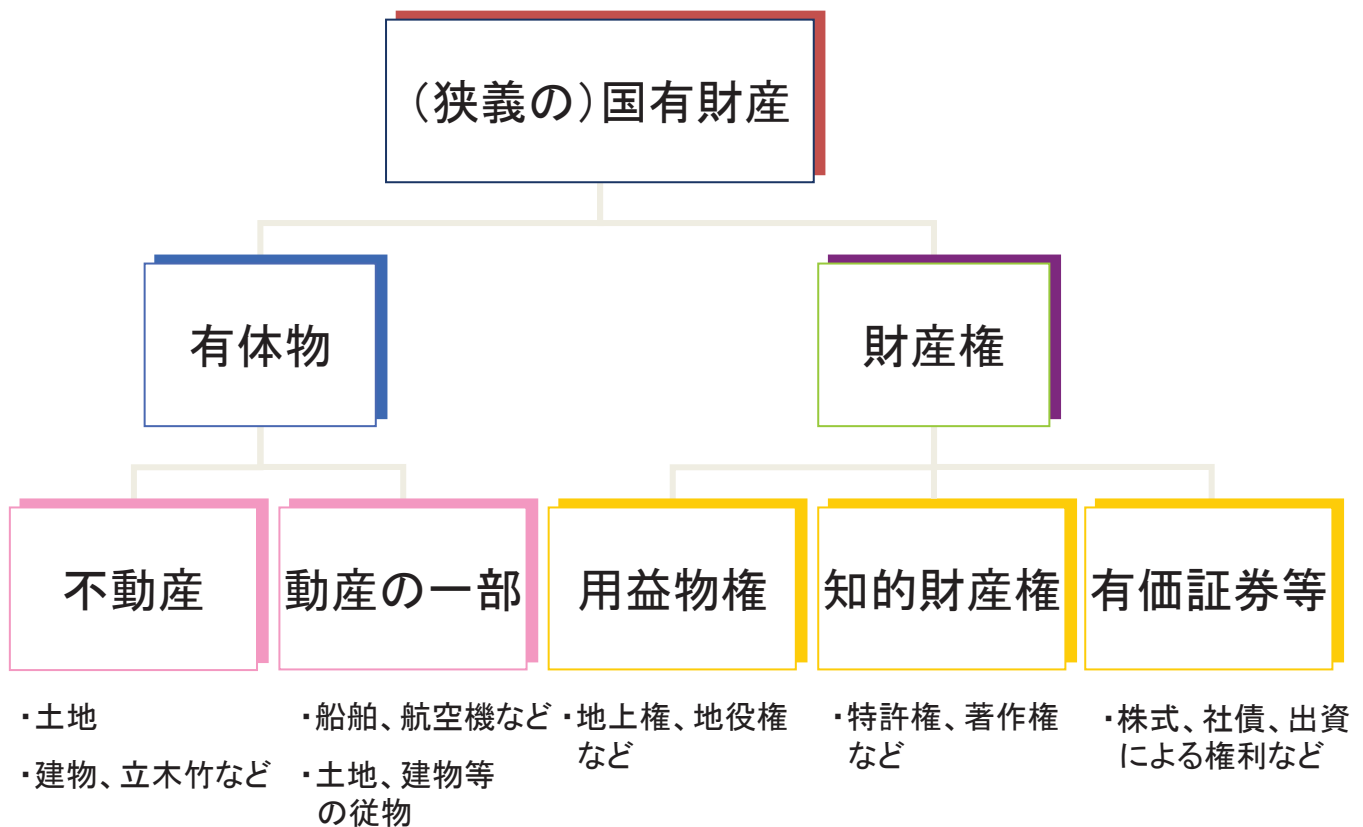 （狭義の）国有財産
有体物
財産権
不動産
動産の一部
用益物権
知的財産権
有価証券等
・土地
・建物、立木竹など
・船舶、航空機など
・土地、建物等
の従物
・地上権、地役権
など
・特許権、著作権
など
・株式、社債、出資
による権利など